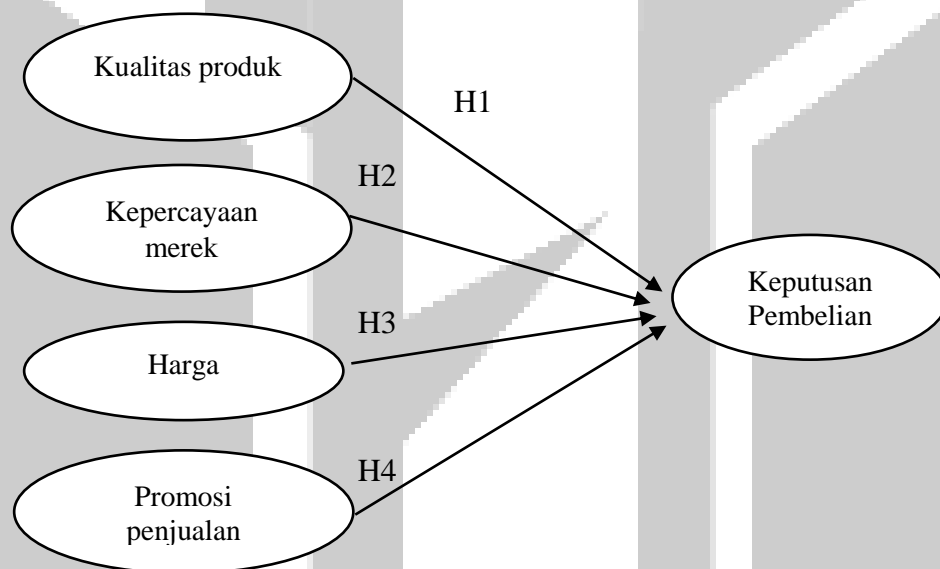 Kualitas produk
H1
H2
Kepercayaan
merek
Keputusan
Pembelian
H3
Harga
H4
Promosi
penjualan